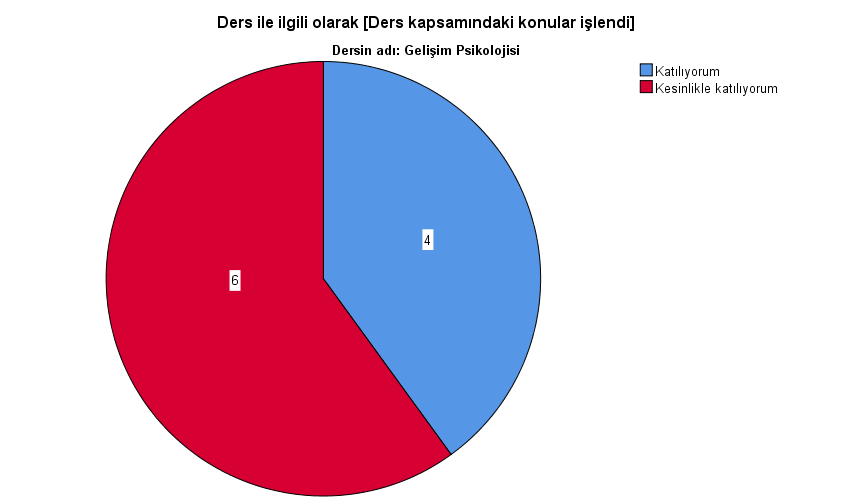 Ders ile ilgili olarak [Ders kapsamındaki konular işlendi]
Dersin adı: Gelişim Psikolojisi
Katılıyorum
Kesinlikle katılıyorum
4
6